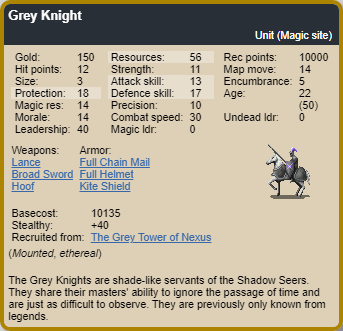 Grey Knight
Unit (Magic site)
Gold: 150 Resources: 56 Rec points: 10000
Hit points: 12 Strength: 11 Map move: 14
Size: 3 Attack skill: 13 Encumbrance: 5
Protection: 18 Defence skill: 17 Age: 22
Magic res: 14 Precision: 10 (50)
Morale: 14 Combat speed: 30 Undead ldr: 0
Leadership: 40 Magic ldr: 0
Weapons: Armor:
Lance Full Chain Mail
Broad Sword Full Helmet
Hoof Kite Shield
Basecost: 10135
Stealthy: +40
Recruited from: The Grey Tower of Nexus
(Mounted, ethereal)
The Grey Knights are shade-like servants of the Shadow Seers.
They share their masters' ability to ignore the passage of time and
are just as difficult to observe. They are previously only known from
legends.